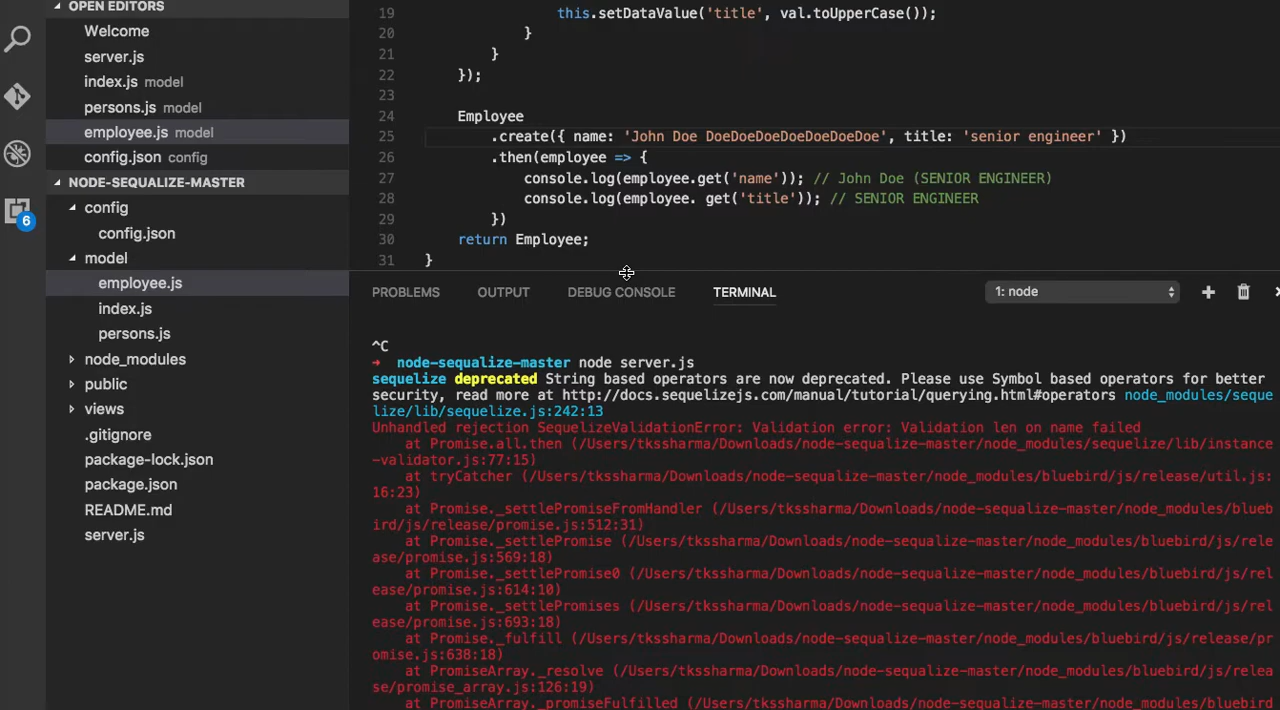 OPEN EDITORS
Welcome
server.js
index.js model
persons.js model
employee.js model
config.json config
NODE-SEQUALIZE-MASTER
config
config.json
model
employee.js
index.js
persons.js
node_modules
public
views
.gitignore
package-lock.json
package.json
README.md
server.js
6
19 this.setDataValue('title', val.toUpperCase());
20 }
21 }
22 });
23
24 Employee
25 .create({ name: 'John Doe DoeDoeDoeDoeDoeDoeDoe', title: 'senior engineer' })
26 .then(employee => {
27 console.log(employee.get('name')); // John Doe (SENIOR ENGINEER)
28 console.log(employee. get('title')); // SENIOR ENGINEER
29 })
30 return Employee;
31 }
PROBLEMS OUTPUT DEBUG CONSOLE TERMINAL 1: node
^C
➜ node-sequalize-master node server.js
sequelize deprecated String based operators are now deprecated. Please use Symbol based operators for better
security, read more at http://docs.sequelizejs.com/manual/tutorial/querying.html#operators node_modules/seque
lize/lib/sequelize.js:242:13
Unhandled rejection SequelizeValidationError: Validation error: Validation len on name failed
at Promise.all.then (/Users/tkssharma/Downloads/node-sequalize-master/node_modules/sequelize/lib/instance
-validator.js:77:15)
at tryCatcher (/Users/tkssharma/Downloads/node-sequalize-master/node_modules/bluebird/js/release/util.js:
16:23)
at Promise._settlePromiseFromHandler (/Users/tkssharma/Downloads/node-sequalize-master/node_modules/blueb
ird/js/release/promise.js:512:31)
at Promise._settlePromise (/Users/tkssharma/Downloads/node-sequalize-master/node_modules/bluebird/js/rele
ase/promise.js:569:18)
at Promise._settlePromise0 (/Users/tkssharma/Downloads/node-sequalize-master/node_modules/bluebird/js/rel
ease/promise.js:614:10)
at Promise._settlePromises (/Users/tkssharma/Downloads/node-sequalize-master/node_modules/bluebird/js/rel
ease/promise.js:693:18)
at Promise._fulfill (/Users/tkssharma/Downloads/node-sequalize-master/node_modules/bluebird/js/release/pr
omise.js:638:18)
at PromiseArray._resolve (/Users/tkssharma/Downloads/node-sequalize-master/node_modules/bluebird/js/relea
se/promise_array.js:126:19)
at PromiseArray._promiseFulfilled (/Users/tkssharma/Downloads/node-sequalize-master/node_modules/bluebird